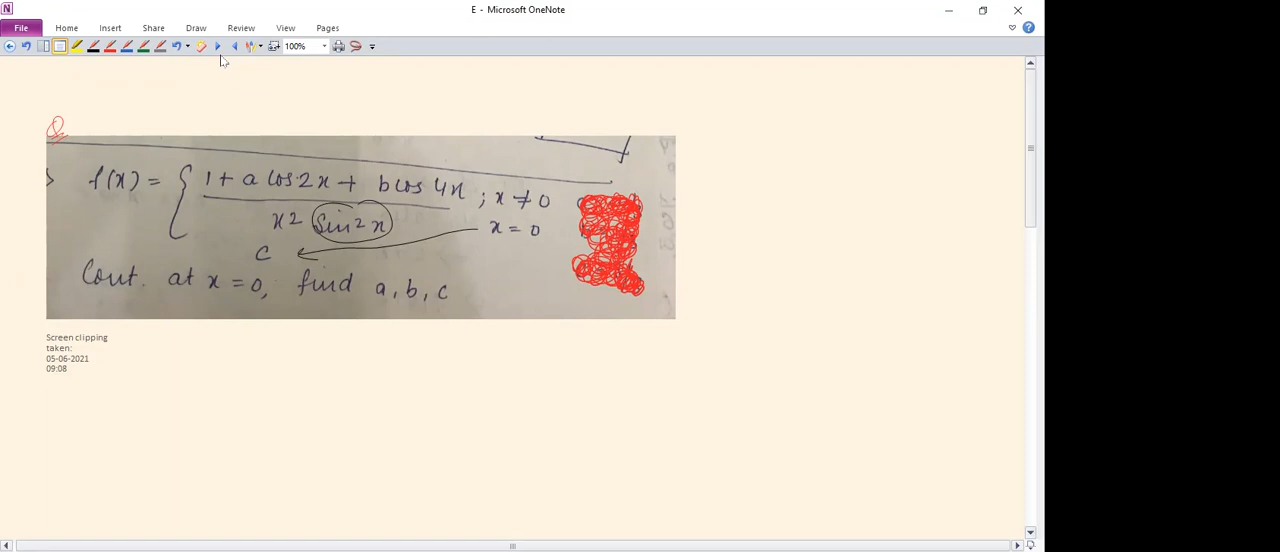 E - Microsoft OneNote
File Home Insert Share Draw Review View Pages
100%
Q
f(x) = { 1 + a cos 2x + b cos 4x ; x ≠ 0
x² sin² x x = 0
c
Cont. at x = 0, find a, b, c
Screen clipping
taken:
05-06-2021
09:08